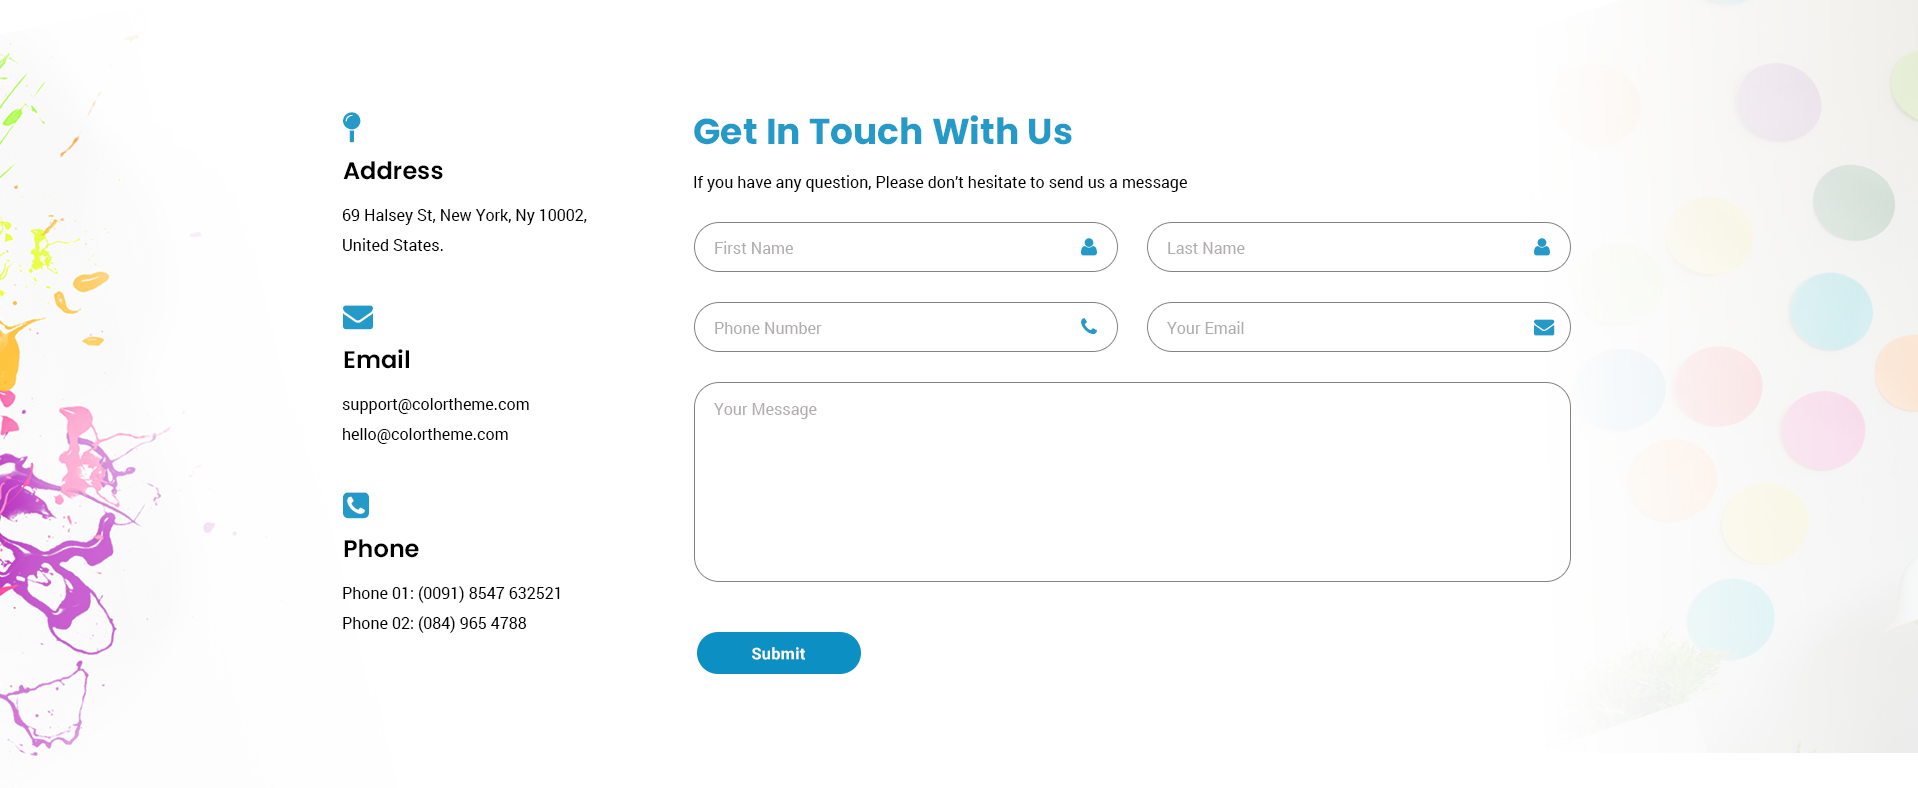 Address
69 Halsey St, New York, Ny 10002,
United States.
Email
support@colortheme.com
hello@colortheme.com
Phone
Phone 01: (0091) 8547 632521
Phone 02: (084) 965 4788
Get In Touch With Us
If you have any question, Please don’t hesitate to send us a message
First Name
Last Name
Phone Number
Your Email
Your Message
Submit